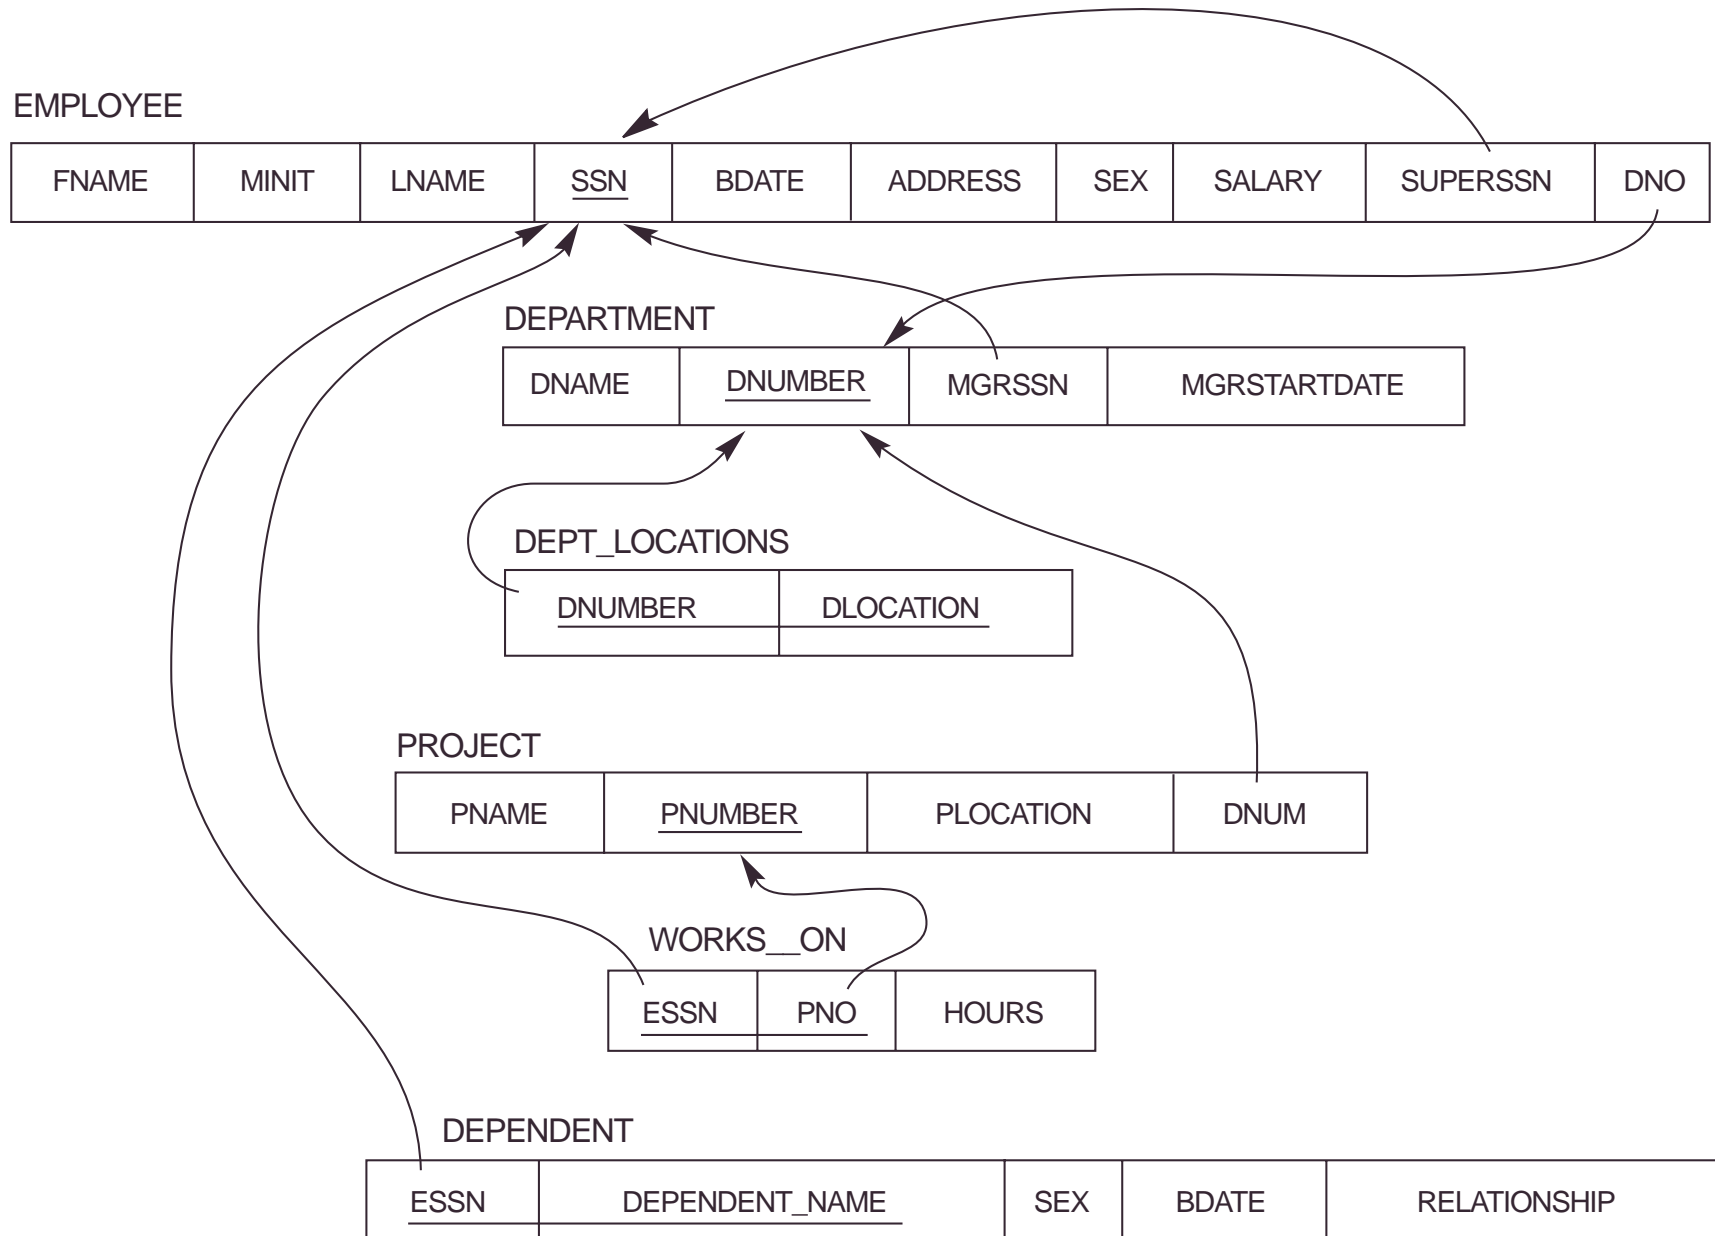 EMPLOYEE
FNAME MINIT LNAME SSN BDATE ADDRESS SEX SALARY SUPERSSN DNO
DEPARTMENT
DNAME DNUMBER MGRSSN MGRSTARTDATE
DEPT_LOCATIONS
DNUMBER DLOCATION
PROJECT
PNAME PNUMBER PLOCATION DNUM
WORKS__ON
ESSN PNO HOURS
DEPENDENT
ESSN DEPENDENT_NAME SEX BDATE RELATIONSHIP